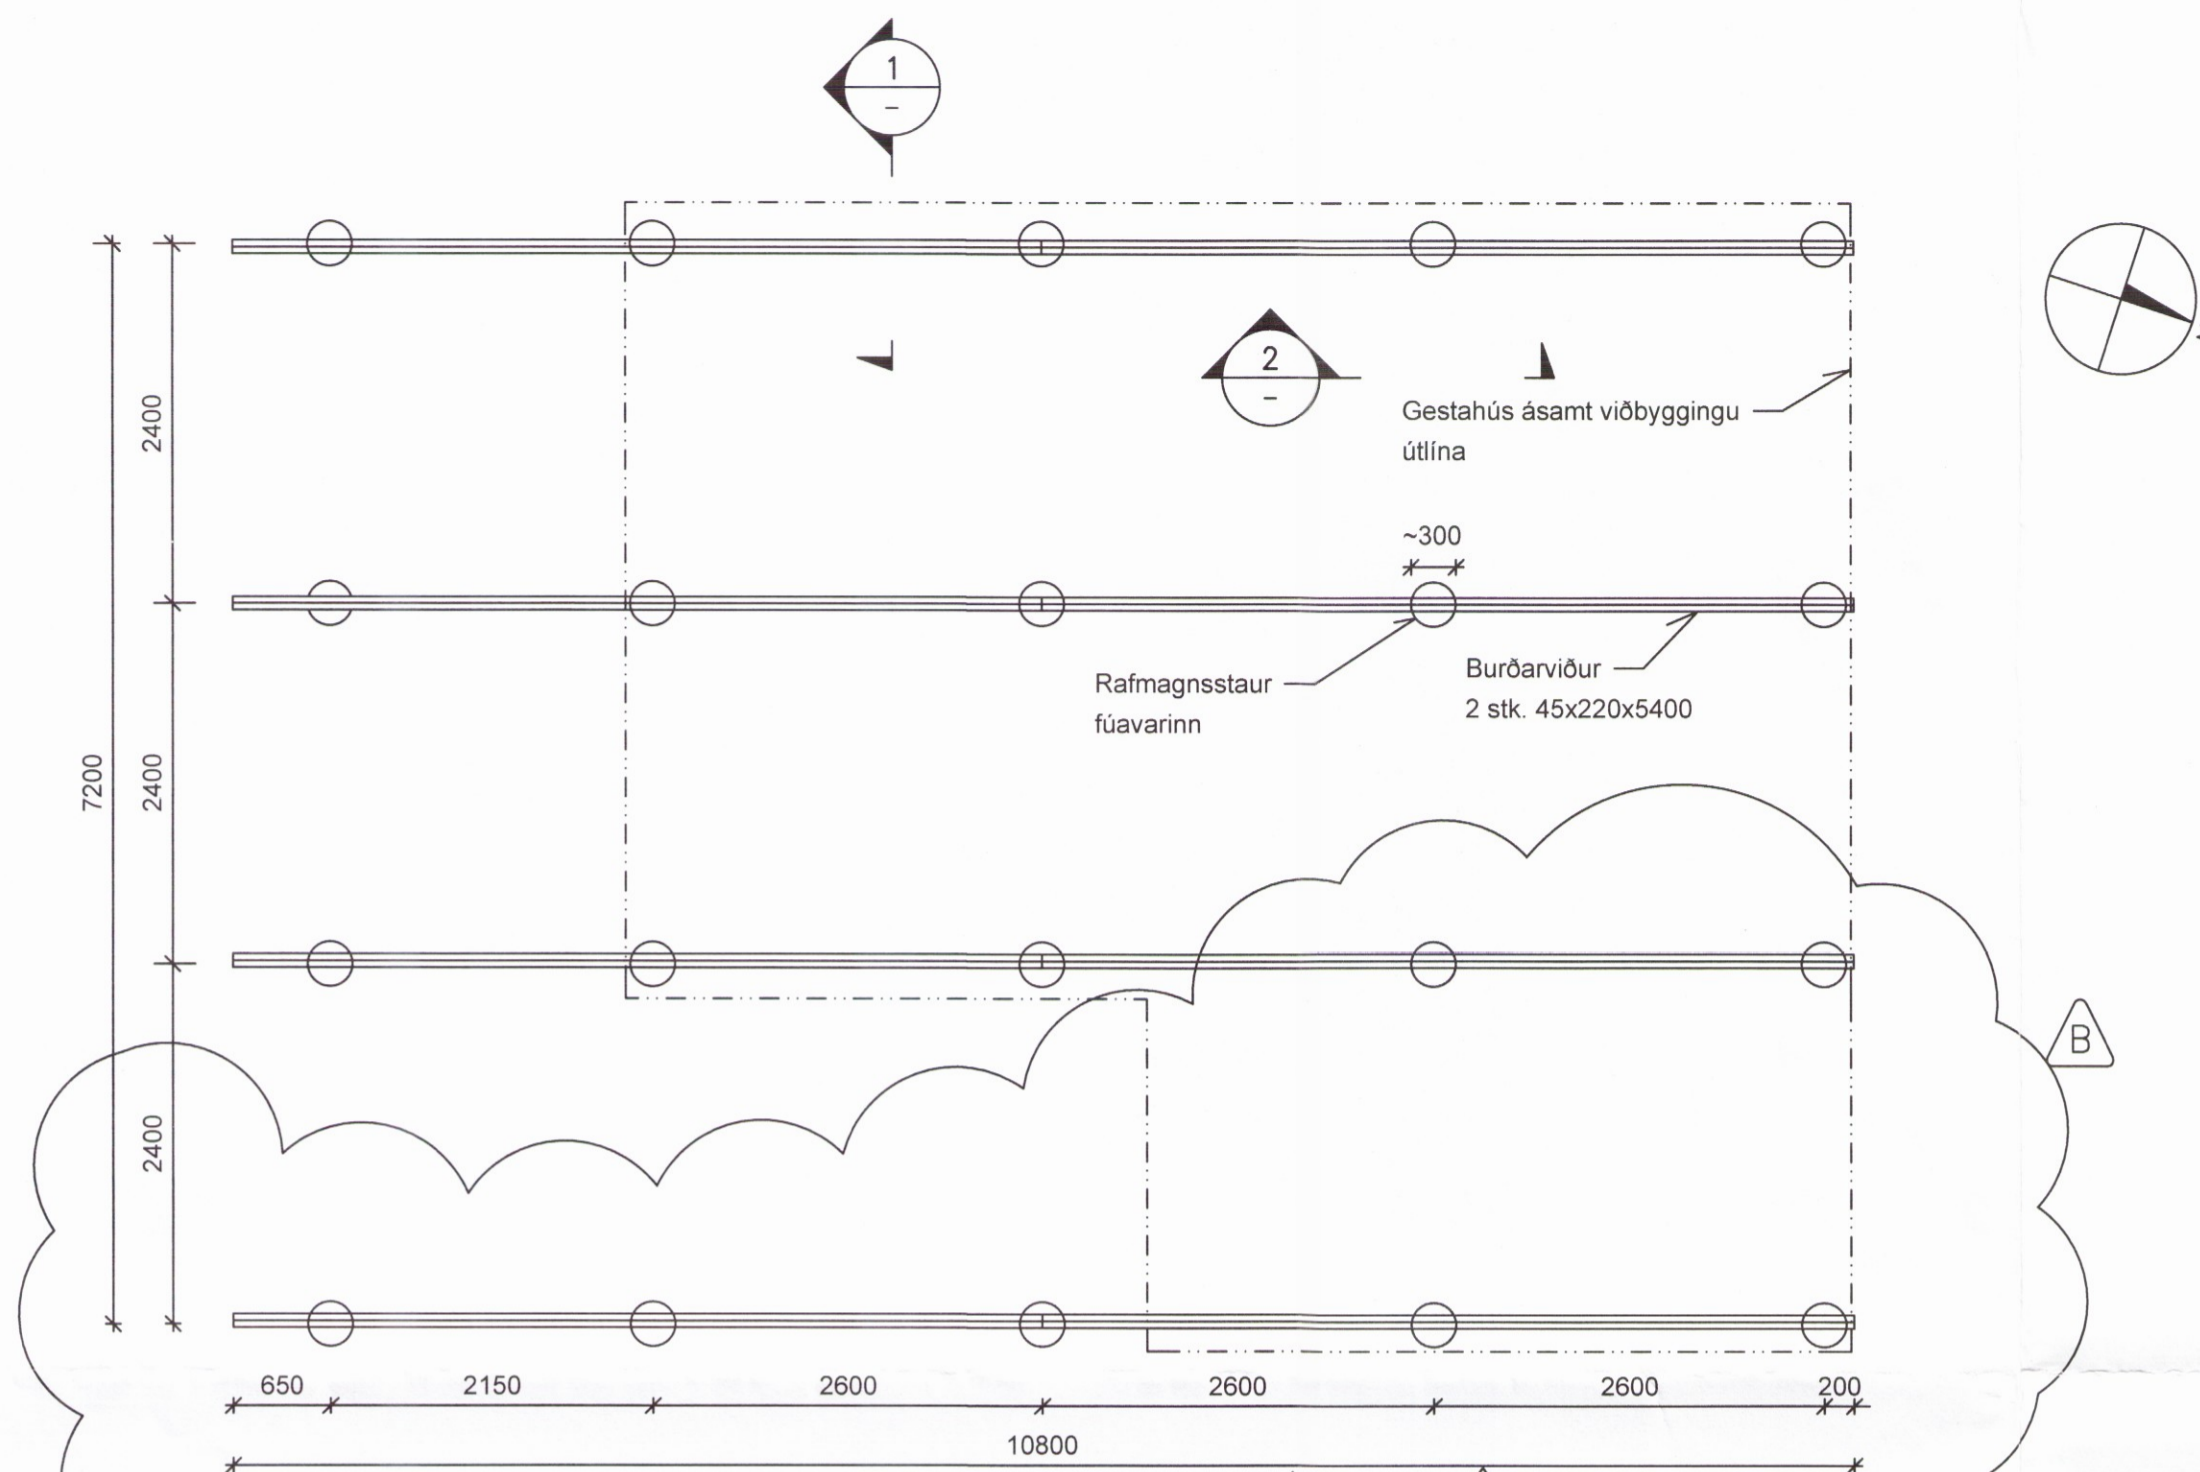 1
–
2
–
Gestahús ásamt viðbyggingu
útlína
2400
~300
Rafmagnsstaur
fúavarinn
Burðarviður
2 stk. 45x220x5400
7200
2400
B
2400
650 2150 2600 2600 2600 200
10800